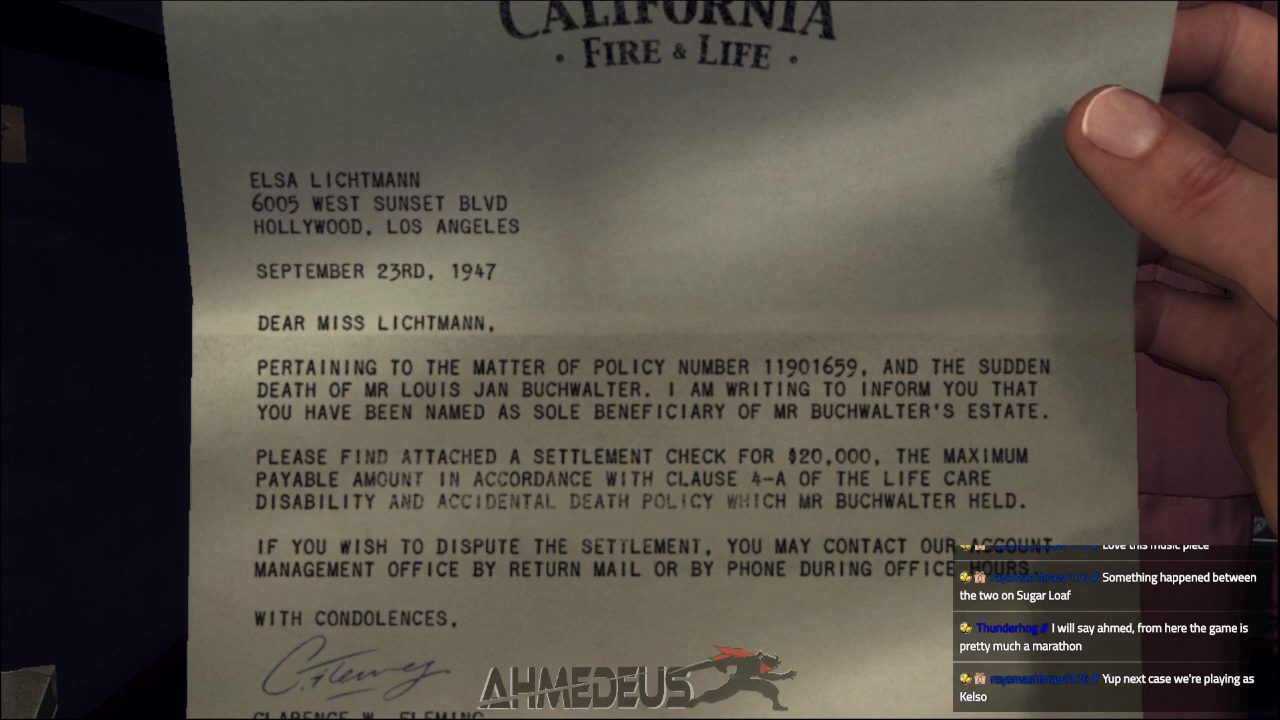 CALIFORNIA
• FIRE & LIFE •
ELSA LICHTMANN
6005 WEST SUNSET BLVD
HOLLYWOOD, LOS ANGELES
SEPTEMBER 23RD, 1947
DEAR MISS LICHTMANN,
PERTAINING TO THE MATTER OF POLICY NUMBER 11901659, AND THE SUDDEN
DEATH OF MR LOUIS JAN BUCHWALTER. I AM WRITING TO INFORM YOU THAT
YOU HAVE BEEN NAMED AS SOLE BENEFICIARY OF MR BUCHWALTER'S ESTATE.
PLEASE FIND ATTACHED A SETTLEMENT CHECK FOR $20,000, THE MAXIMUM
PAYABLE AMOUNT IN ACCORDANCE WITH CLAUSE 4-A OF THE LIFE CARE
DISABILITY AND ACCIDENTAL DEATH POLICY WHICH MR BUCHWALTER HELD.
IF YOU WISH TO DISPUTE THE SETTLEMENT, YOU MAY CONTACT OUR ACCOUNT
MANAGEMENT OFFICE BY RETURN MAIL OR BY PHONE DURING OFFICE HOURS.
WITH CONDOLENCES,
C. Fleming
CLARENCE W. FLEMING
AHMEDEUS
Love this music piece
// Something happened between
the two on Sugar Loaf
Thunderhog // I will say ahmed, from here the game is
pretty much a marathon
// Yup next case we're playing as
Kelso